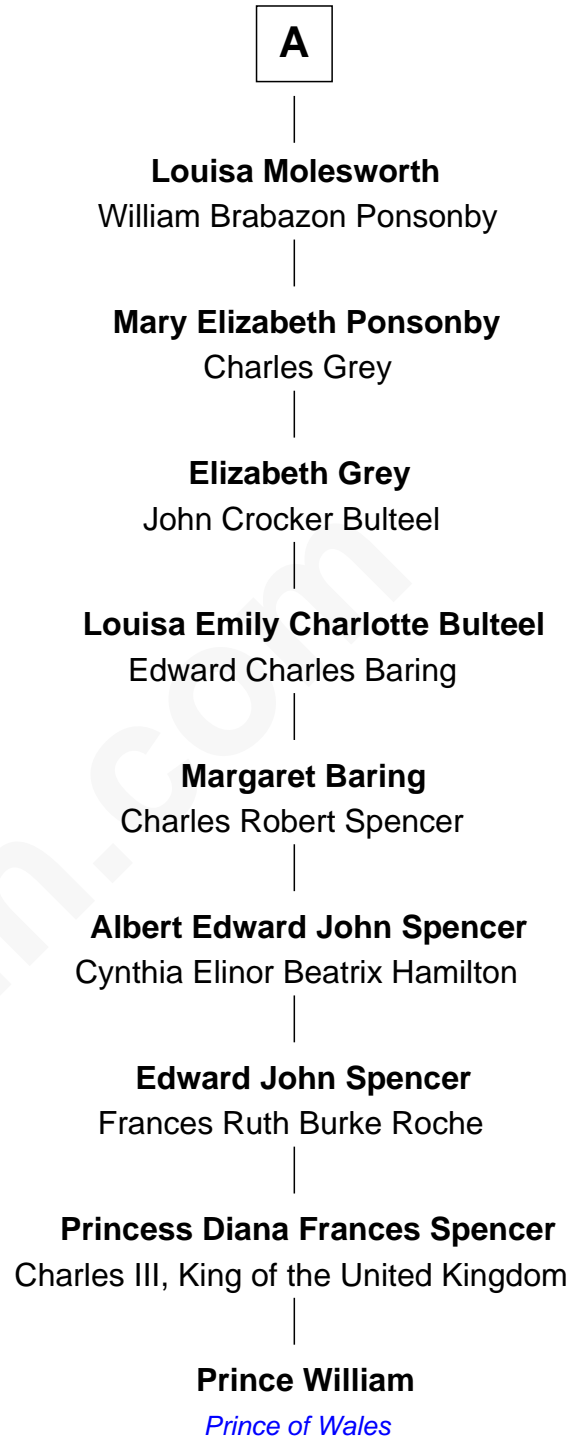 A
Louisa Molesworth
William Brabazon Ponsonby
Mary Elizabeth Ponsonby
Charles Grey
Elizabeth Grey
John Crocker Bulteel
Louisa Emily Charlotte Bulteel
Edward Charles Baring
Margaret Baring
Charles Robert Spencer
Albert Edward John Spencer
Cynthia Elinor Beatrix Hamilton
Edward John Spencer
Frances Ruth Burke Roche
Princess Diana Frances Spencer
Charles III, King of the United Kingdom
Prince William
Prince of Wales